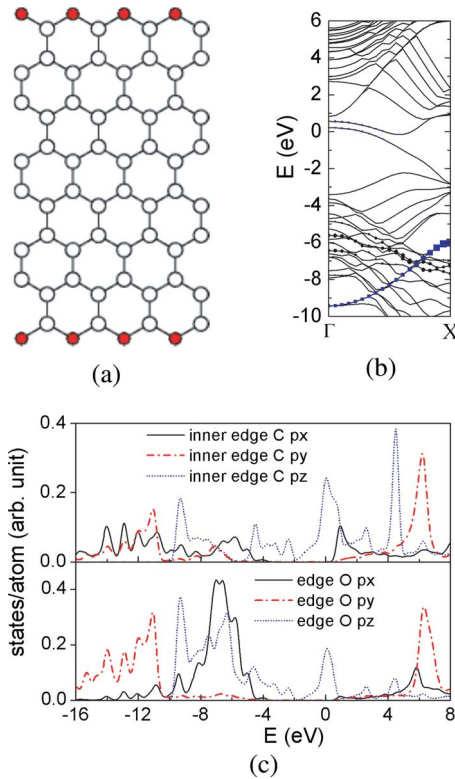 (a)
(b)
6
4
2
0
-2
-4
-6
-8
-10
E (eV)
Γ
X
0.4
0.2
0.0
inner edge C px
inner edge C py
inner edge C pz
0.4
0.2
0.0
edge O px
edge O py
edge O pz
states/atom (arb. unit)
-16 -12 -8 -4 0 4 8
E (eV)
(c)